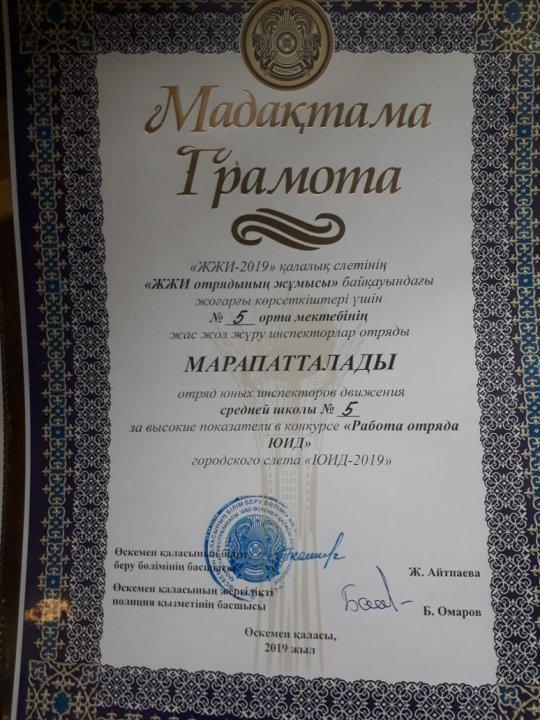 Мадақтама
Грамота
«ЖЖИ-2019» қалалық слетінің
«ЖЖИ отрядының жұмысы» байқауындағы
жоғарғы көрсеткіштері үшін
№ 5 орта мектебінің
жас жол жүру инспекторлар отряды
МАРАПАТТАЛАДЫ
отряд юных инспекторов движения
средней школы № 5
за высокие показатели в конкурсе «Работа отряда
ЮИД»
городского слета «ЮИД-2019»
Өскемен қаласының білім
беру бөлімінің басшысы
Ж. Айтпаева
Өскемен қаласының жергілікті
полиция қызметінің басшысы
Б. Омаров
Өскемен қаласы,
2019 жыл